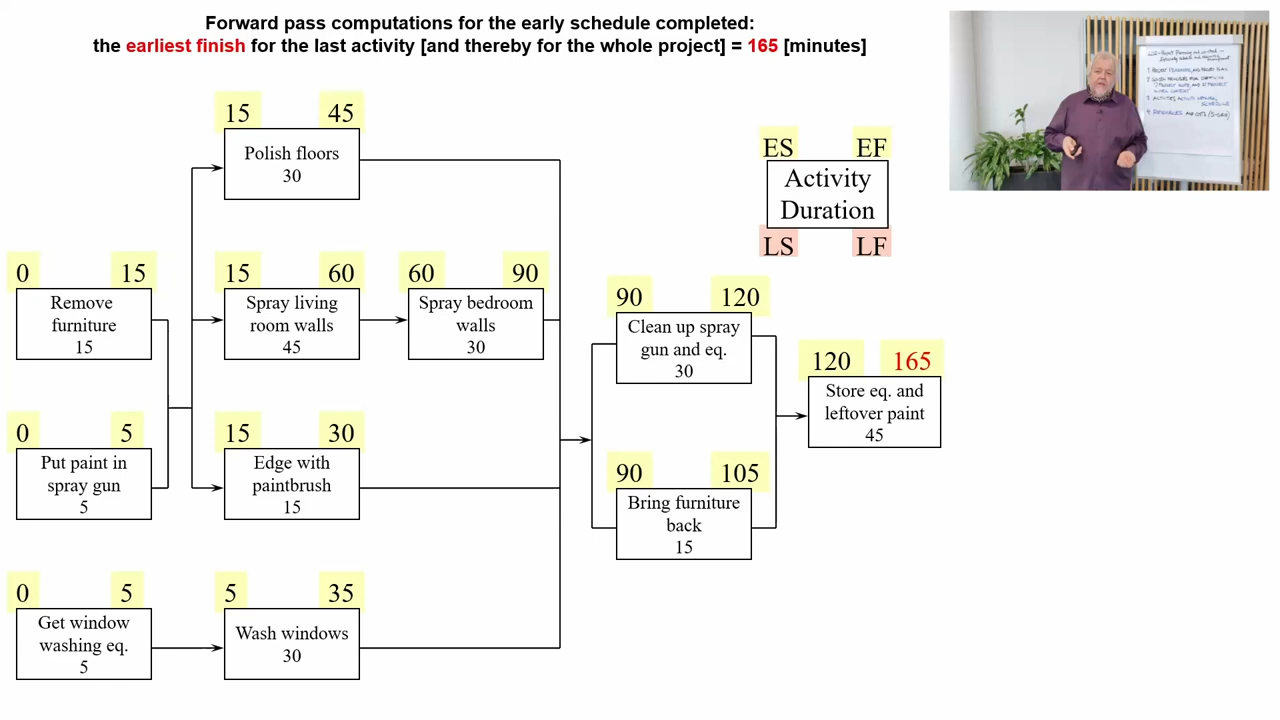 Forward pass computations for the early schedule completed:
the earliest finish for the last activity [and thereby for the whole project] = 165 [minutes]
15 45
Polish floors
30
ES EF
Activity
Duration
LS LF
0 15
Remove
furniture
15
15 60
Spray living
room walls
45
60 90
Spray bedroom
walls
30
90 120
Clean up spray
gun and eq.
30
120 165
Store eq. and
leftover paint
45
0 5
Put paint in
spray gun
5
15 30
Edge with
paintbrush
15
90 105
Bring furniture
back
15
0 5
Get window
washing eq.
5
5 35
Wash windows
30